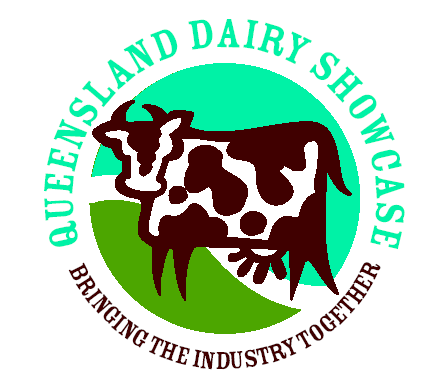 QUEENSLAND DAIRY SHOWCASE
BRINGING THE INDUSTRY TOGETHER